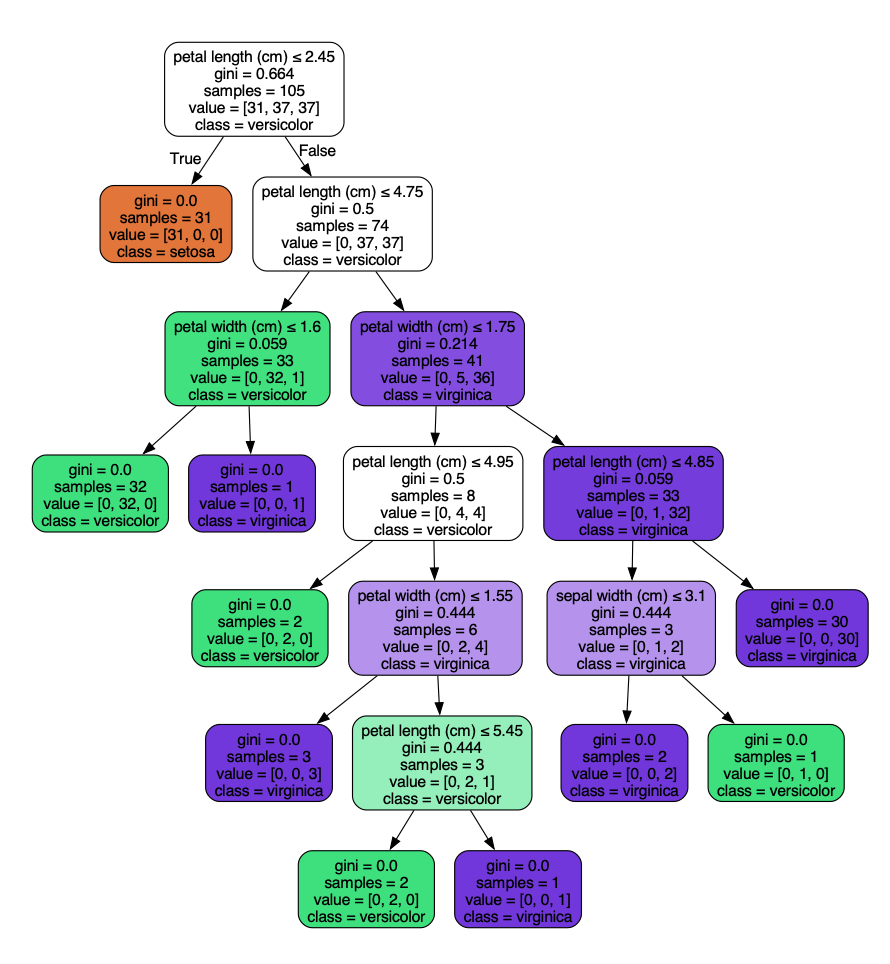 petal length (cm) ≤ 2.45
gini = 0.664
samples = 105
value = [31, 37, 37]
class = versicolor
True
False
gini = 0.0
samples = 31
value = [31, 0, 0]
class = setosa
petal length (cm) ≤ 4.75
gini = 0.5
samples = 74
value = [0, 37, 37]
class = versicolor
petal width (cm) ≤ 1.6
gini = 0.059
samples = 33
value = [0, 32, 1]
class = versicolor
petal width (cm) ≤ 1.75
gini = 0.214
samples = 41
value = [0, 5, 36]
class = virginica
gini = 0.0
samples = 32
value = [0, 32, 0]
class = versicolor
gini = 0.0
samples = 1
value = [0, 0, 1]
class = virginica
petal length (cm) ≤ 4.95
gini = 0.5
samples = 8
value = [0, 4, 4]
class = versicolor
petal length (cm) ≤ 4.85
gini = 0.059
samples = 33
value = [0, 1, 32]
class = virginica
gini = 0.0
samples = 2
value = [0, 2, 0]
class = versicolor
petal width (cm) ≤ 1.55
gini = 0.444
samples = 6
value = [0, 2, 4]
class = virginica
sepal width (cm) ≤ 3.1
gini = 0.444
samples = 3
value = [0, 1, 2]
class = virginica
gini = 0.0
samples = 30
value = [0, 0, 30]
class = virginica
gini = 0.0
samples = 3
value = [0, 0, 3]
class = virginica
petal length (cm) ≤ 5.45
gini = 0.444
samples = 3
value = [0, 2, 1]
class = versicolor
gini = 0.0
samples = 2
value = [0, 0, 2]
class = virginica
gini = 0.0
samples = 1
value = [0, 1, 0]
class = versicolor
gini = 0.0
samples = 2
value = [0, 2, 0]
class = versicolor
gini = 0.0
samples = 1
value = [0, 0, 1]
class = virginica